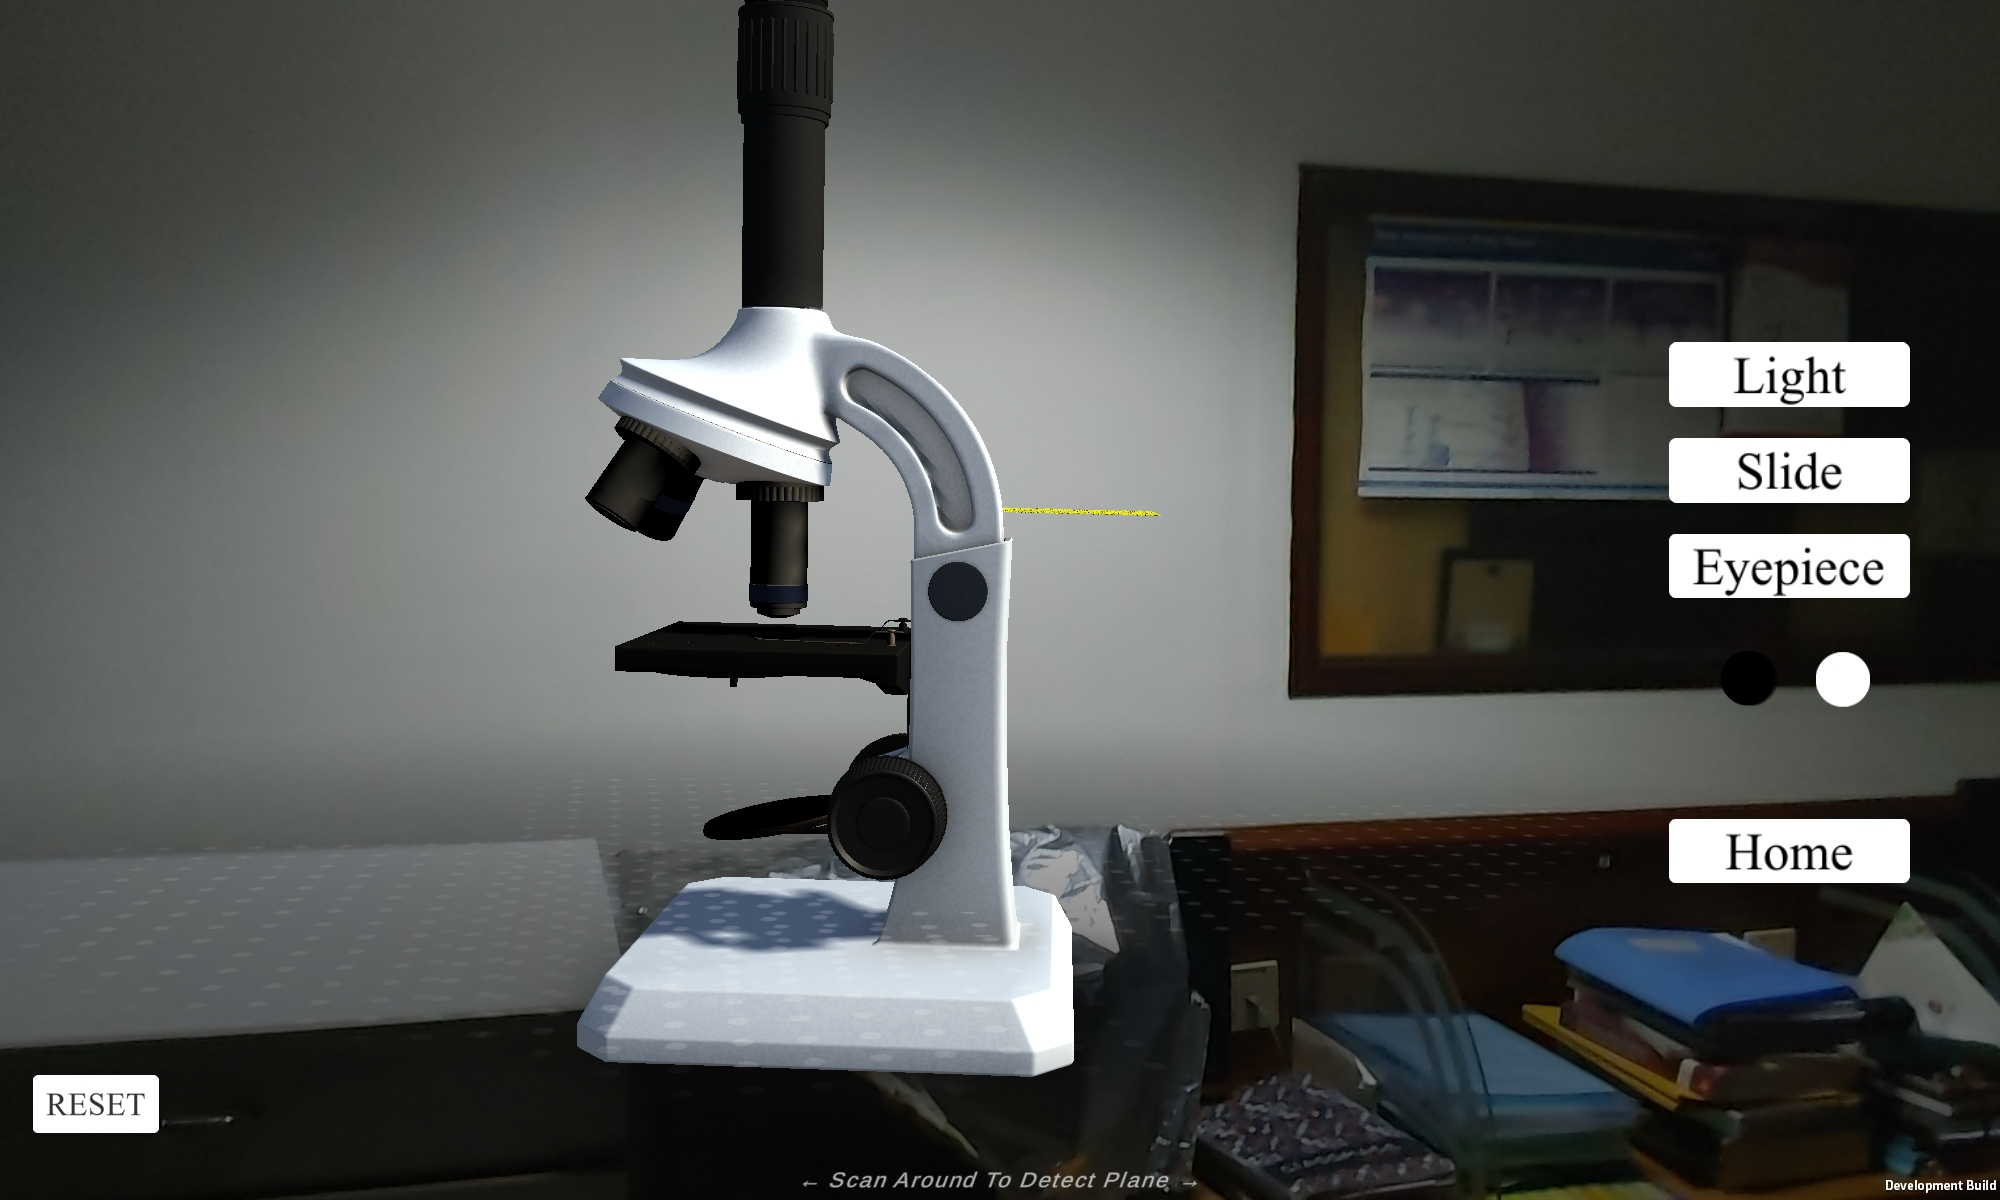 Light
Slide
Eyepiece
Home
RESET
← Scan Around To Detect Plane →
Development Build